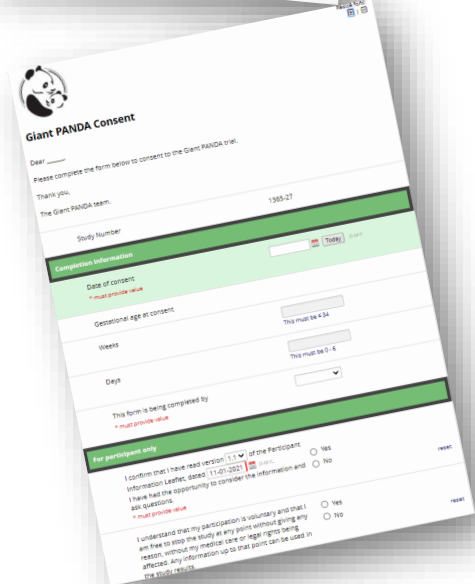 Giant PANDA Consent
Dear ______
Please complete the form below to consent to the Giant PANDA trial.
Thank you,
The Giant PANDA team.
Study Number 1565-27
Completion Information
Date of consent Today
* must provide value
Gestational age at consent
Weeks
This must be ≤34
Days
This must be 0 - 6
This form is being completed by
* must provide value
For participant only
I confirm that I have read version 1.1 of the Participant
Information Leaflet, dated 11-01-2021
I have had the opportunity to consider the information and
ask questions.
* must provide value
Yes
No
reset
I understand that my participation is voluntary and that I
am free to stop the study at any point without giving any
reason, without my medical care or legal rights being
affected. Any information up to that point can be used in
the study results.
Yes
No
reset